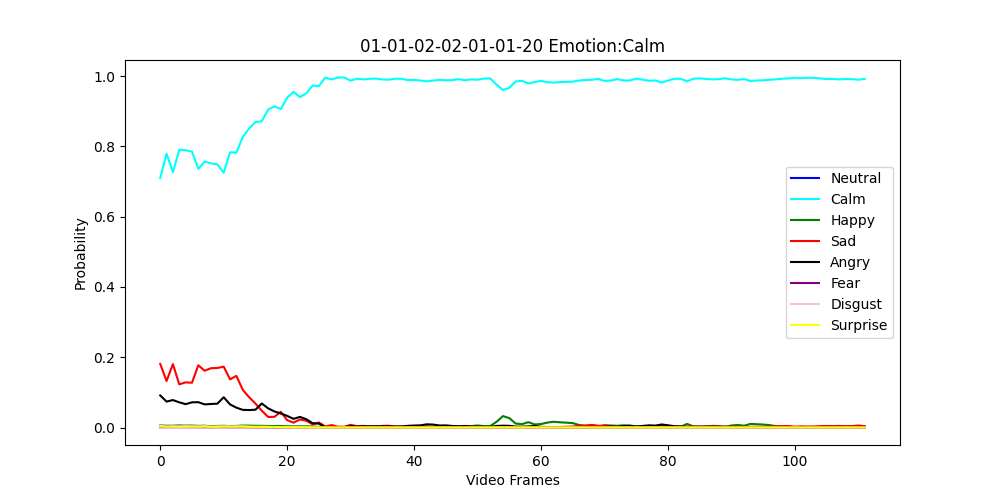 01-01-02-02-01-01-20 Emotion:Calm
Probability
1.0
0.8
0.6
0.4
0.2
0.0
Neutral
Calm
Happy
Sad
Angry
Fear
Disgust
Surprise
0 20 40 60 80 100
Video Frames